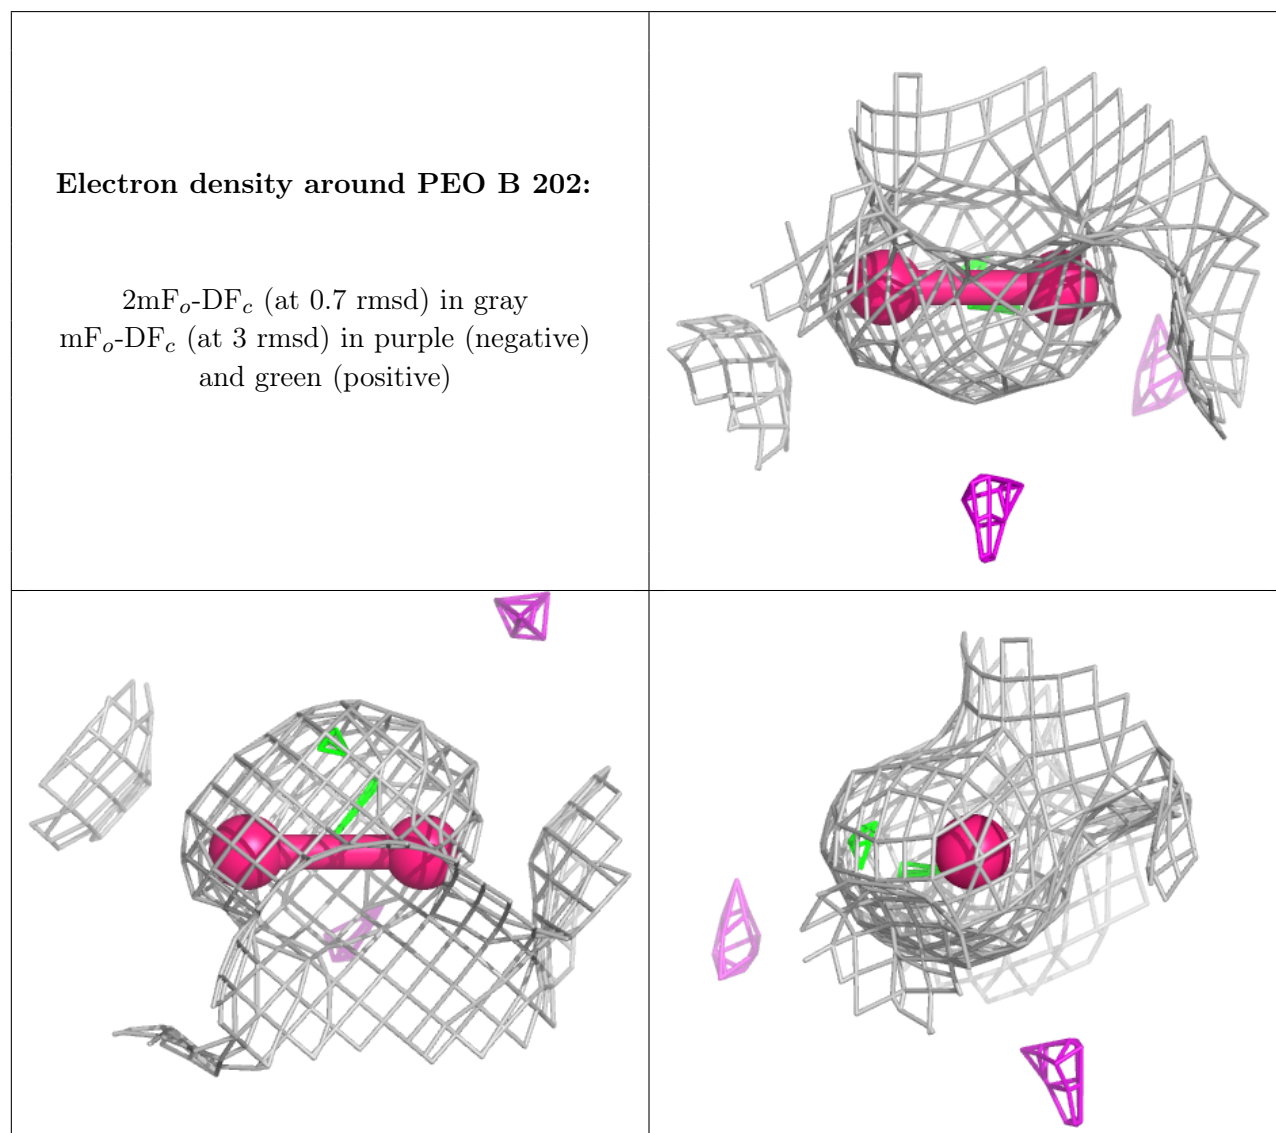 Electron density around PEO B 202:
2mFo-DFc (at 0.7 rmsd) in gray
mFo-DFc (at 3 rmsd) in purple (negative)
and green (positive)